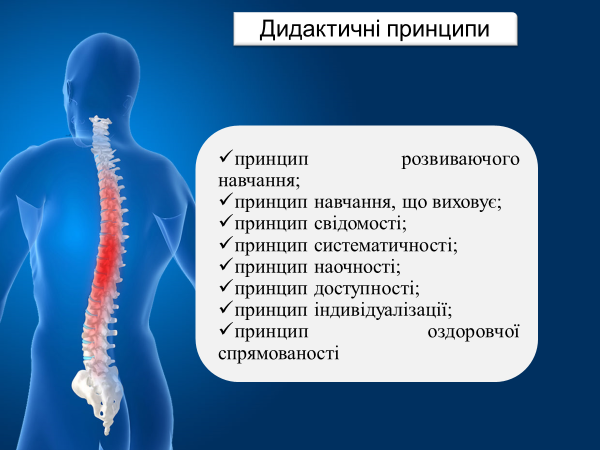 Дидактичні принципи
✓принцип розвиваючого
навчання;
✓принцип навчання, що виховує;
✓принцип свідомості;
✓принцип систематичності;
✓принцип наочності;
✓принцип доступності;
✓принцип індивідуалізації;
✓принцип оздоровчої
спрямованості